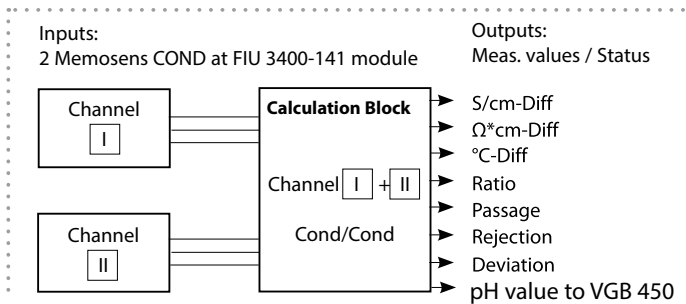 Inputs:
2 Memosens COND at FIU 3400-141 module
Outputs:
Meas. values / Status
Channel
I
Channel
II
Calculation Block
Channel I + II
Cond/Cond
S/cm-Diff
Ω*cm-Diff
°C-Diff
Ratio
Passage
Rejection
Deviation
pH value to VGB 450